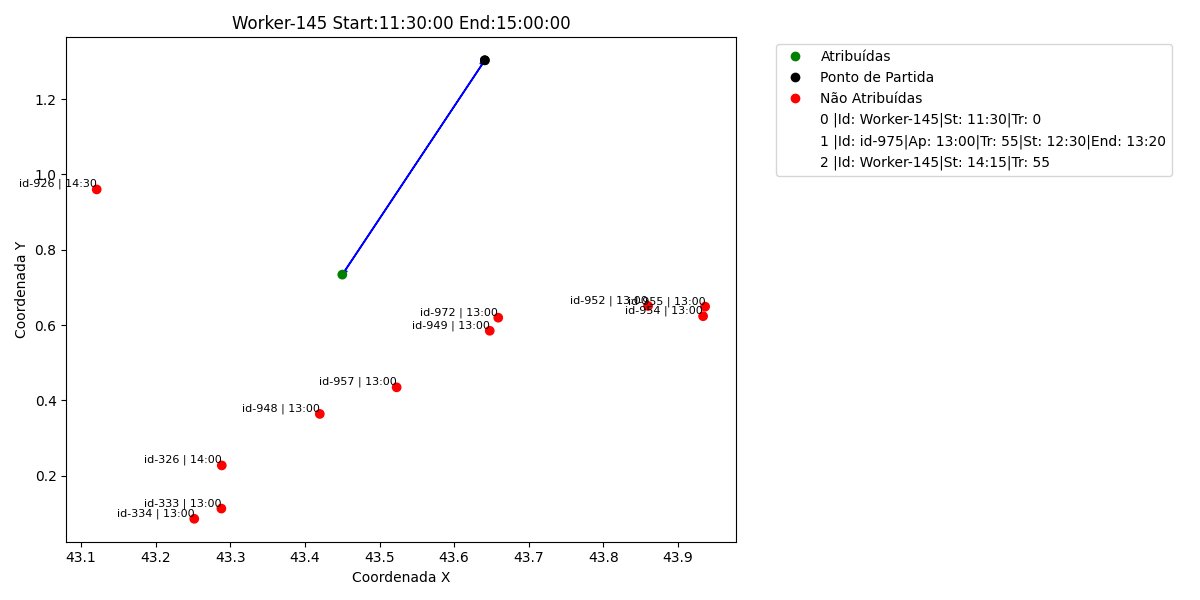 Worker-145 Start:11:30:00 End:15:00:00
Atribuídas
Ponto de Partida
Não Atribuídas
0 |Id: Worker-145|St: 11:30|Tr: 0
1 |Id: id-975|Ap: 13:00|Tr: 55|St: 12:30|End: 13:20
2 |Id: Worker-145|St: 14:15|Tr: 55
Coordenada Y
1.2
1.0
0.8
0.6
0.4
0.2
id-926 | 14:30
id-952 | 13:00
id-955 | 13:00
id-954 | 13:00
id-972 | 13:00
id-949 | 13:00
id-957 | 13:00
id-948 | 13:00
id-326 | 14:00
id-333 | 13:00
id-334 | 13:00
43.1 43.2 43.3 43.4 43.5 43.6 43.7 43.8 43.9
Coordenada X